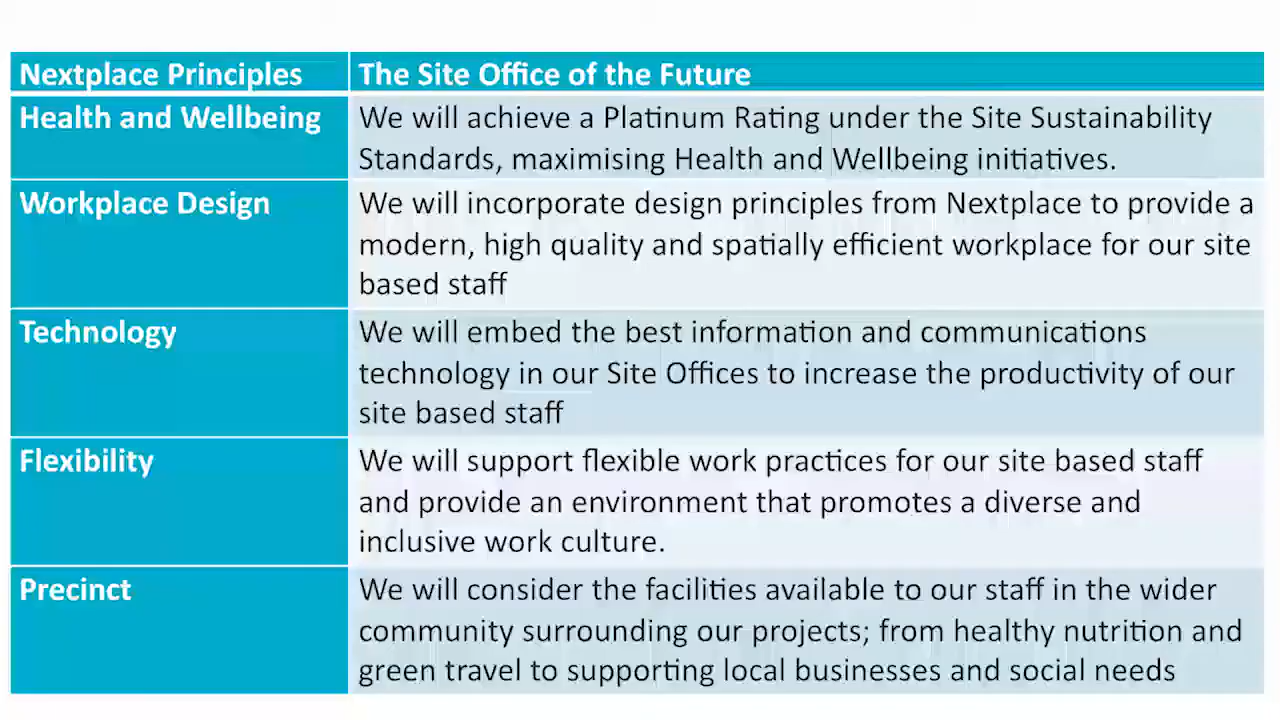 Nextplace Principles
The Site Office of the Future
Health and Wellbeing
We will achieve a Platinum Rating under the Site Sustainability
Standards, maximising Health and Wellbeing initiatives.
Workplace Design
We will incorporate design principles from Nextplace to provide a
modern, high quality and spatially efficient workplace for our site
based staff
Technology
We will embed the best information and communications
technology in our Site Offices to increase the productivity of our
site based staff
Flexibility
We will support flexible work practices for our site based staff
and provide an environment that promotes a diverse and
inclusive work culture.
Precinct
We will consider the facilities available to our staff in the wider
community surrounding our projects; from healthy nutrition and
green travel to supporting local businesses and social needs